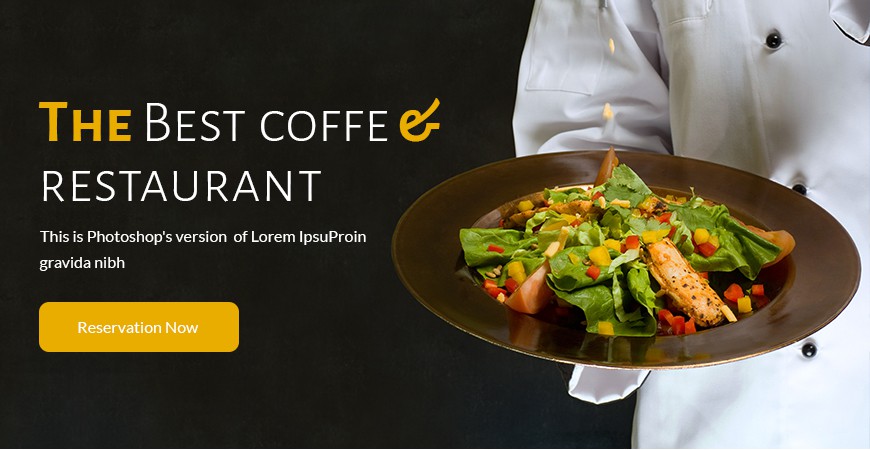 The Best coffe &
restaurant
This is Photoshop's version of Lorem IpsuProin
gravida nibh
Reservation Now